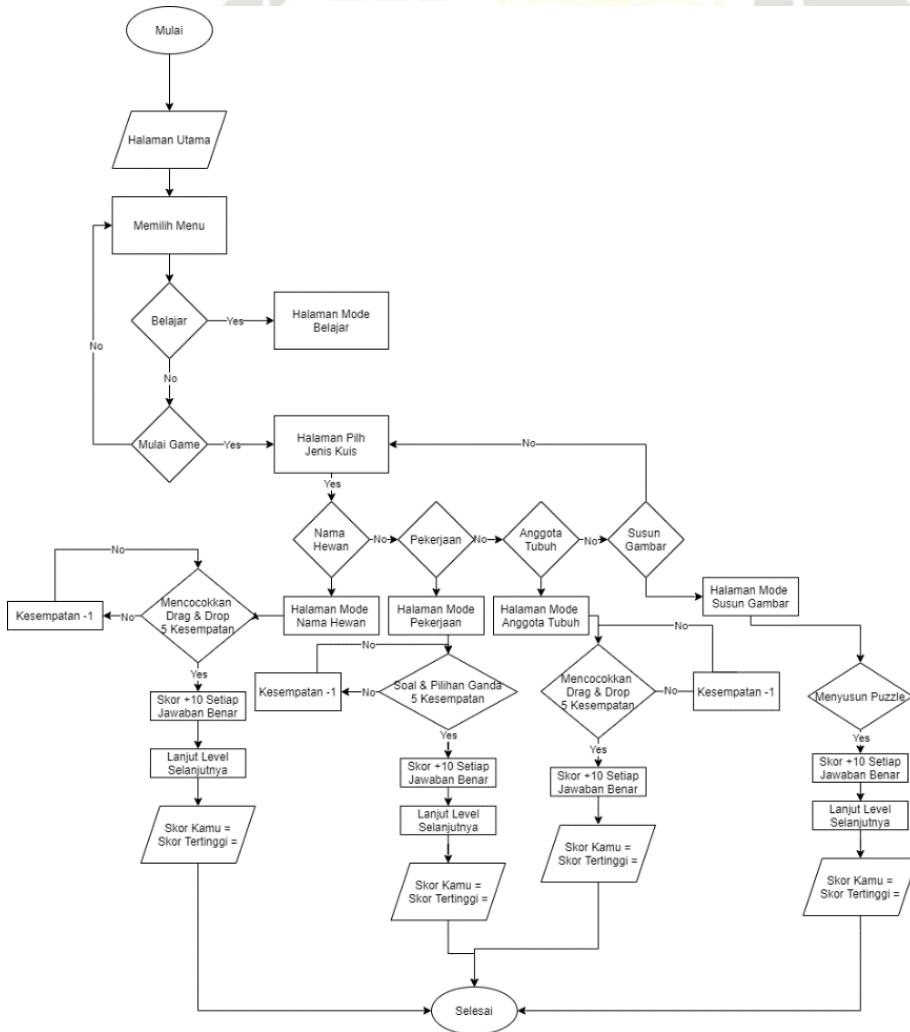 Mulai
Halaman Utama
Memilih Menu
Belajar
Yes
Halaman Mode
Belajar
No
No
Mulai Game
Yes
Halaman Pilh
Jenis Kuis
No
Yes
Nama
Hewan
No
Pekerjaan
No
Anggota
Tubuh
No
Susun
Gambar
No
Kesempatan -1
No
Mencocokkan
Drag & Drop
5 Kesempatan
Halaman Mode
Nama Hewan
Halaman Mode
Pekerjaan
Halaman Mode
Anggota Tubuh
Halaman Mode
Susun Gambar
No
No
Kesempatan -1
No
Soal & Pilihan Ganda
5 Kesempatan
Mencocokkan
Drag & Drop
5 Kesempatan
No
Kesempatan -1
Menyusun Puzzle
Yes
Skor +10 Setiap
Jawaban Benar
Lanjut Level
Selanjutnya
Skor Kamu =
Skor Tertinggi =
Yes
Skor +10 Setiap
Jawaban Benar
Lanjut Level
Selanjutnya
Skor Kamu =
Skor Tertinggi =
Yes
Skor +10 Setiap
Jawaban Benar
Skor Kamu =
Skor Tertinggi =
Yes
Skor +10 Setiap
Jawaban Benar
Lanjut Level
Selanjutnya
Skor Kamu =
Skor Tertinggi =
Selesai